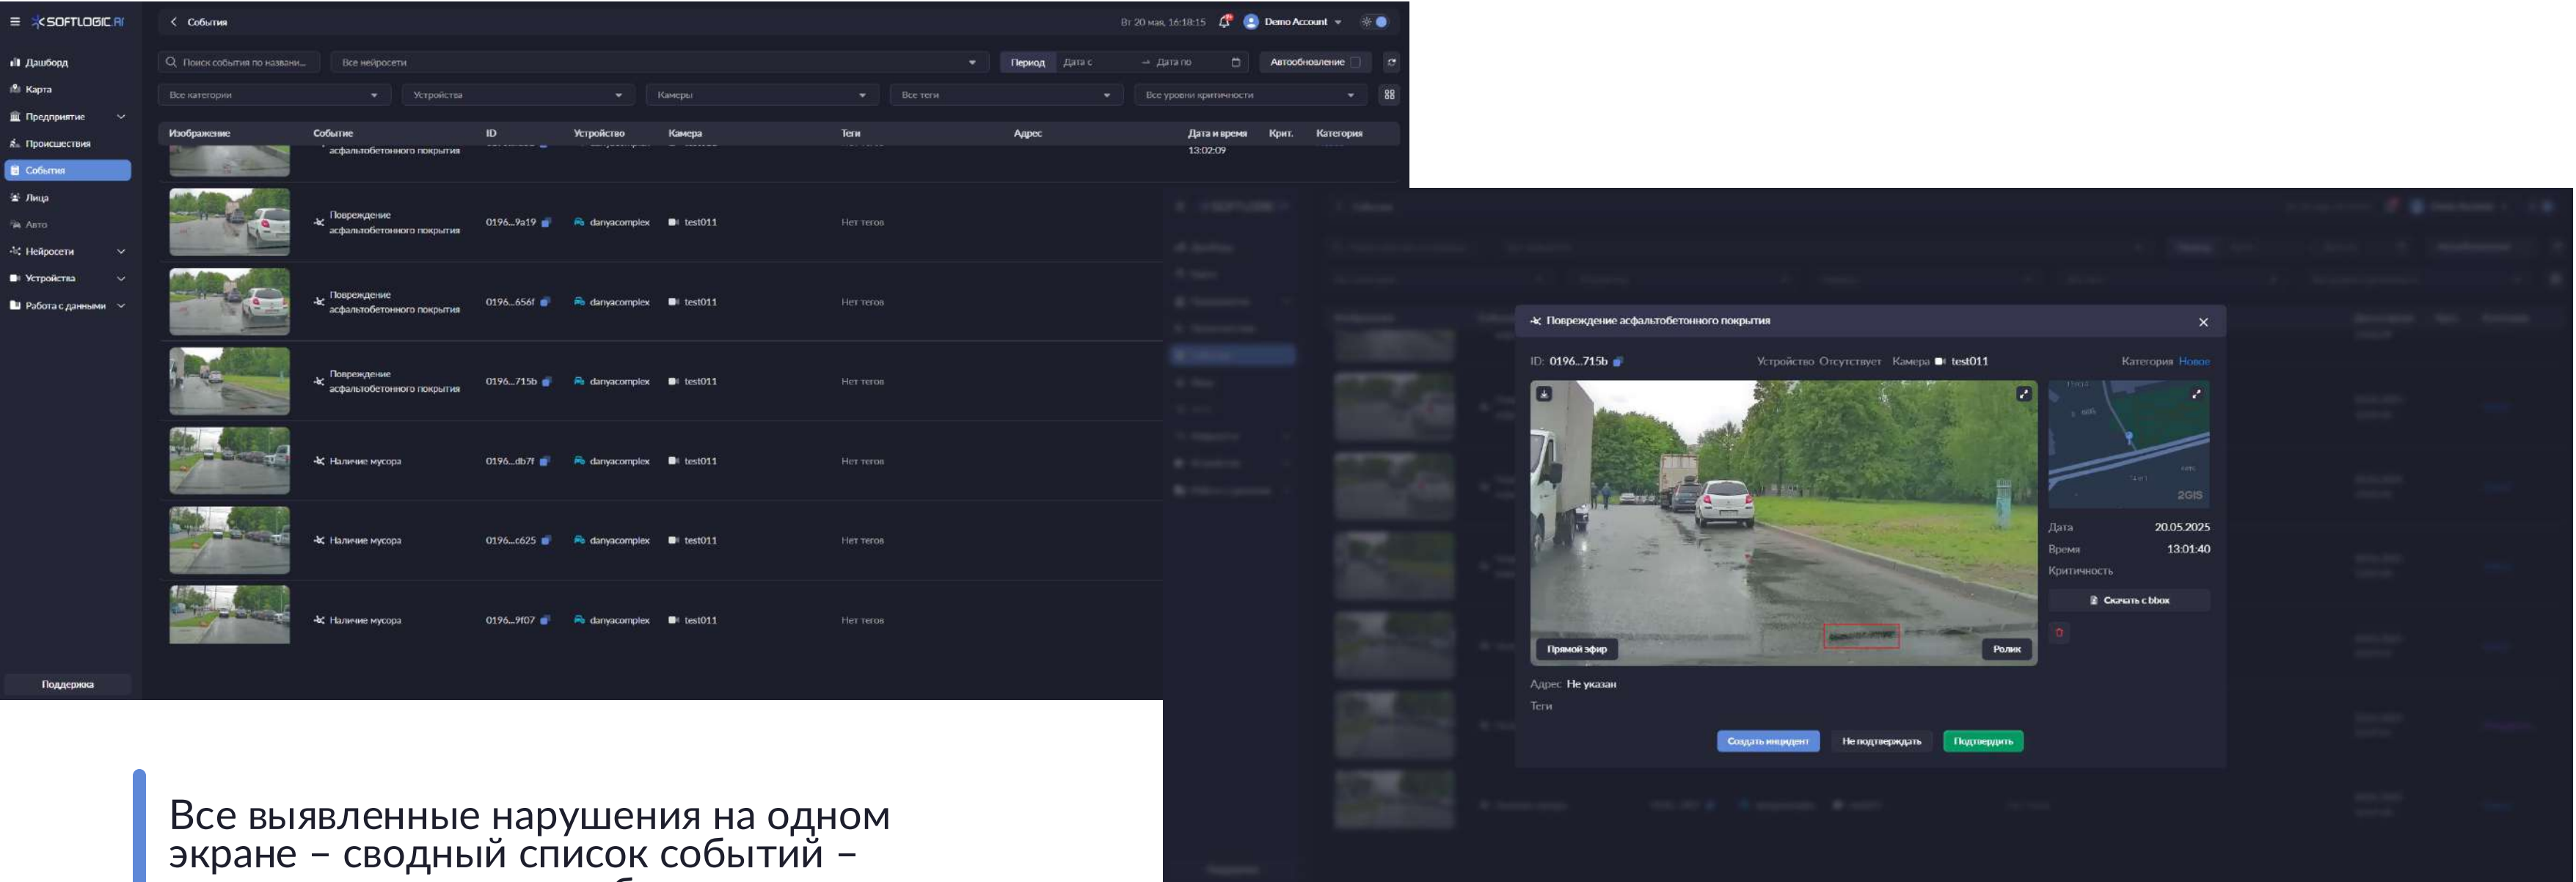 SOFTLOGIC.AI
События
Вт 20 мая, 16:18:15
Demo Account
Дашборд
Карта
Предприятие
Происшествия
События
Лица
Авто
Нейросети
Устройства
Работа с данными
Поддержка
Поиск события по названи...
Все нейросети
Период Дата с → Дата по
Автообновление
Все категории
Устройства
Камеры
Все теги
Все уровни критичности
Изображение Событие ID Устройство Камера Теги Адрес Дата и время Крит. Категория
асфальтобетонного покрытия 13:02:09
Повреждение
асфальтобетонного покрытия 0196...9a19 danyacomplex test011 Нет тегов
Повреждение
асфальтобетонного покрытия 0196...656f danyacomplex test011 Нет тегов
Повреждение
асфальтобетонного покрытия 0196...715b danyacomplex test011 Нет тегов
Наличие мусора 0196...db7f danyacomplex test011 Нет тегов
Наличие мусора 0196...c625 danyacomplex test011 Нет тегов
Наличие мусора 0196...9f07 danyacomplex test011 Нет тегов
Повреждение асфальтобетонного покрытия
ID: 0196...715b Устройство Отсутствует Камера test011 Категория Новое
2GIS
Дата 20.05.2025
Время 13:01:40
Критичность
Скачать с bbox
Прямой эфир
Ролик
Адрес Не указан
Теги
Создать инцидент Не подтверждать Подтвердить
Все выявленные нарушения на одном
экране – сводный список событий –